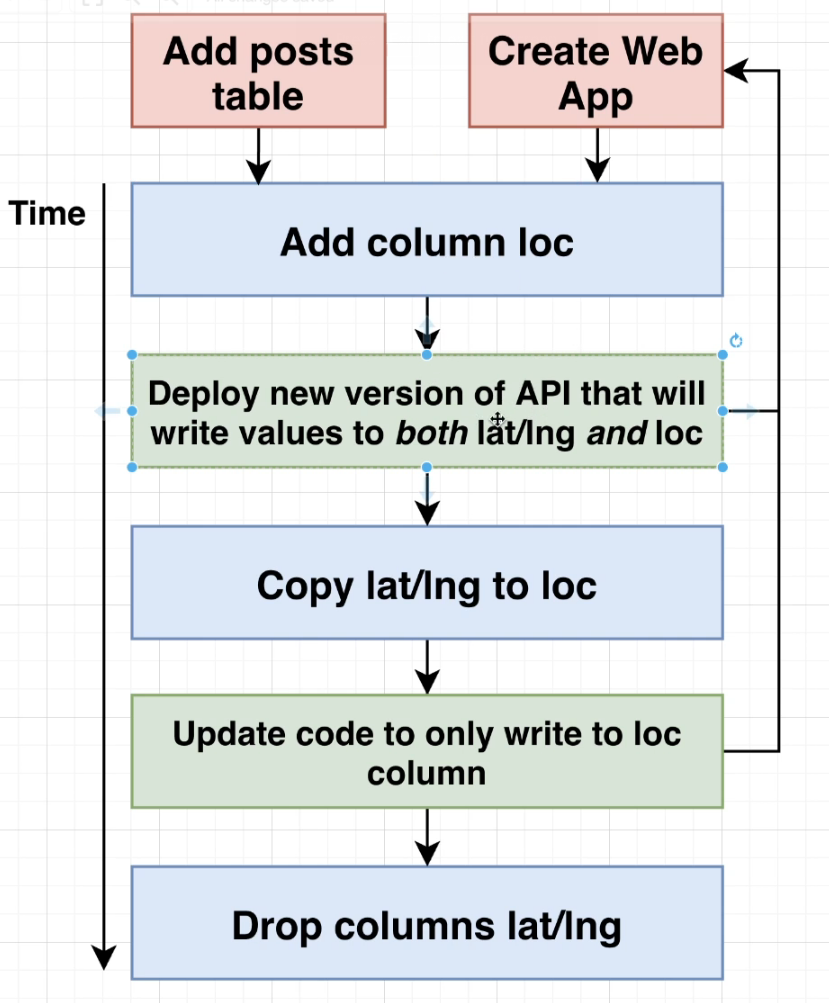 Add posts
table
Create Web
App
Time
Add column loc
Deploy new version of API that will
write values to both lat/lng and loc
Copy lat/lng to loc
Update code to only write to loc
column
Drop columns lat/lng